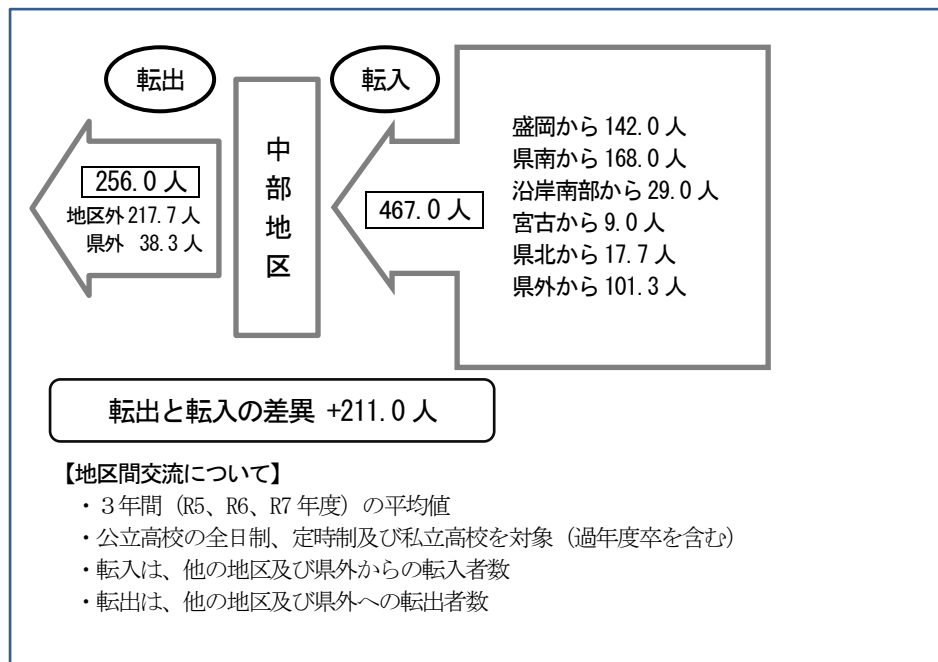 転出
転入
中部地区
256.0 人
地区外 217.7 人
県外 38.3 人
467.0 人
盛岡から 142.0 人
県南から 168.0 人
沿岸南部から 29.0 人
宮古から 9.0 人
県北から 17.7 人
県外から 101.3 人
転出と転入の差異 +211.0 人
【地区間交流について】
・３年間（R5、R6、R7 年度）の平均値
・公立高校の全日制、定時制及び私立高校を対象（過年度卒を含む）
・転入は、他の地区及び県外からの転入者数
・転出は、他の地区及び県外への転出者数